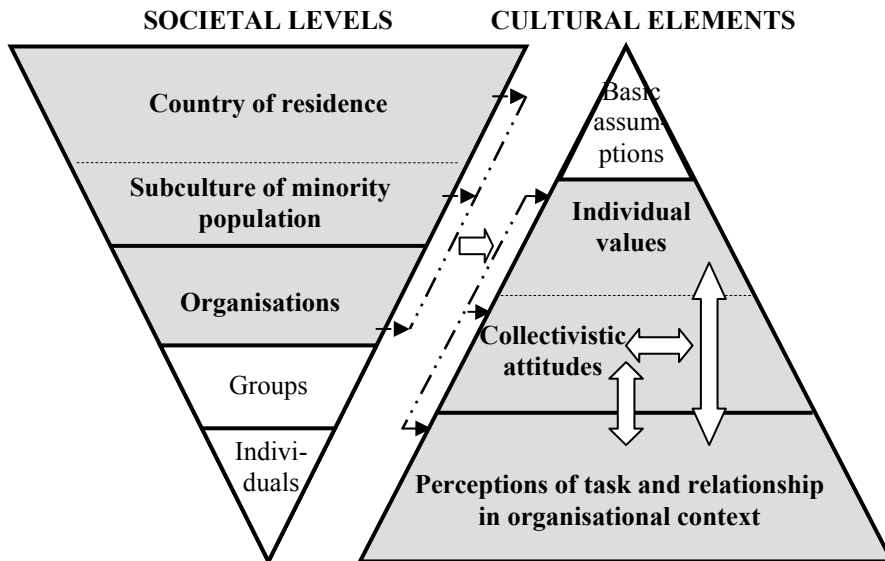 SOCIETAL LEVELS
CULTURAL ELEMENTS
Country of residence
Subculture of minority
population
Organisations
Groups
Indivi-
duals
Basic
assum-
ptions
Individual
values
Collectivistic
attitudes
Perceptions of task and relationship
in organisational context